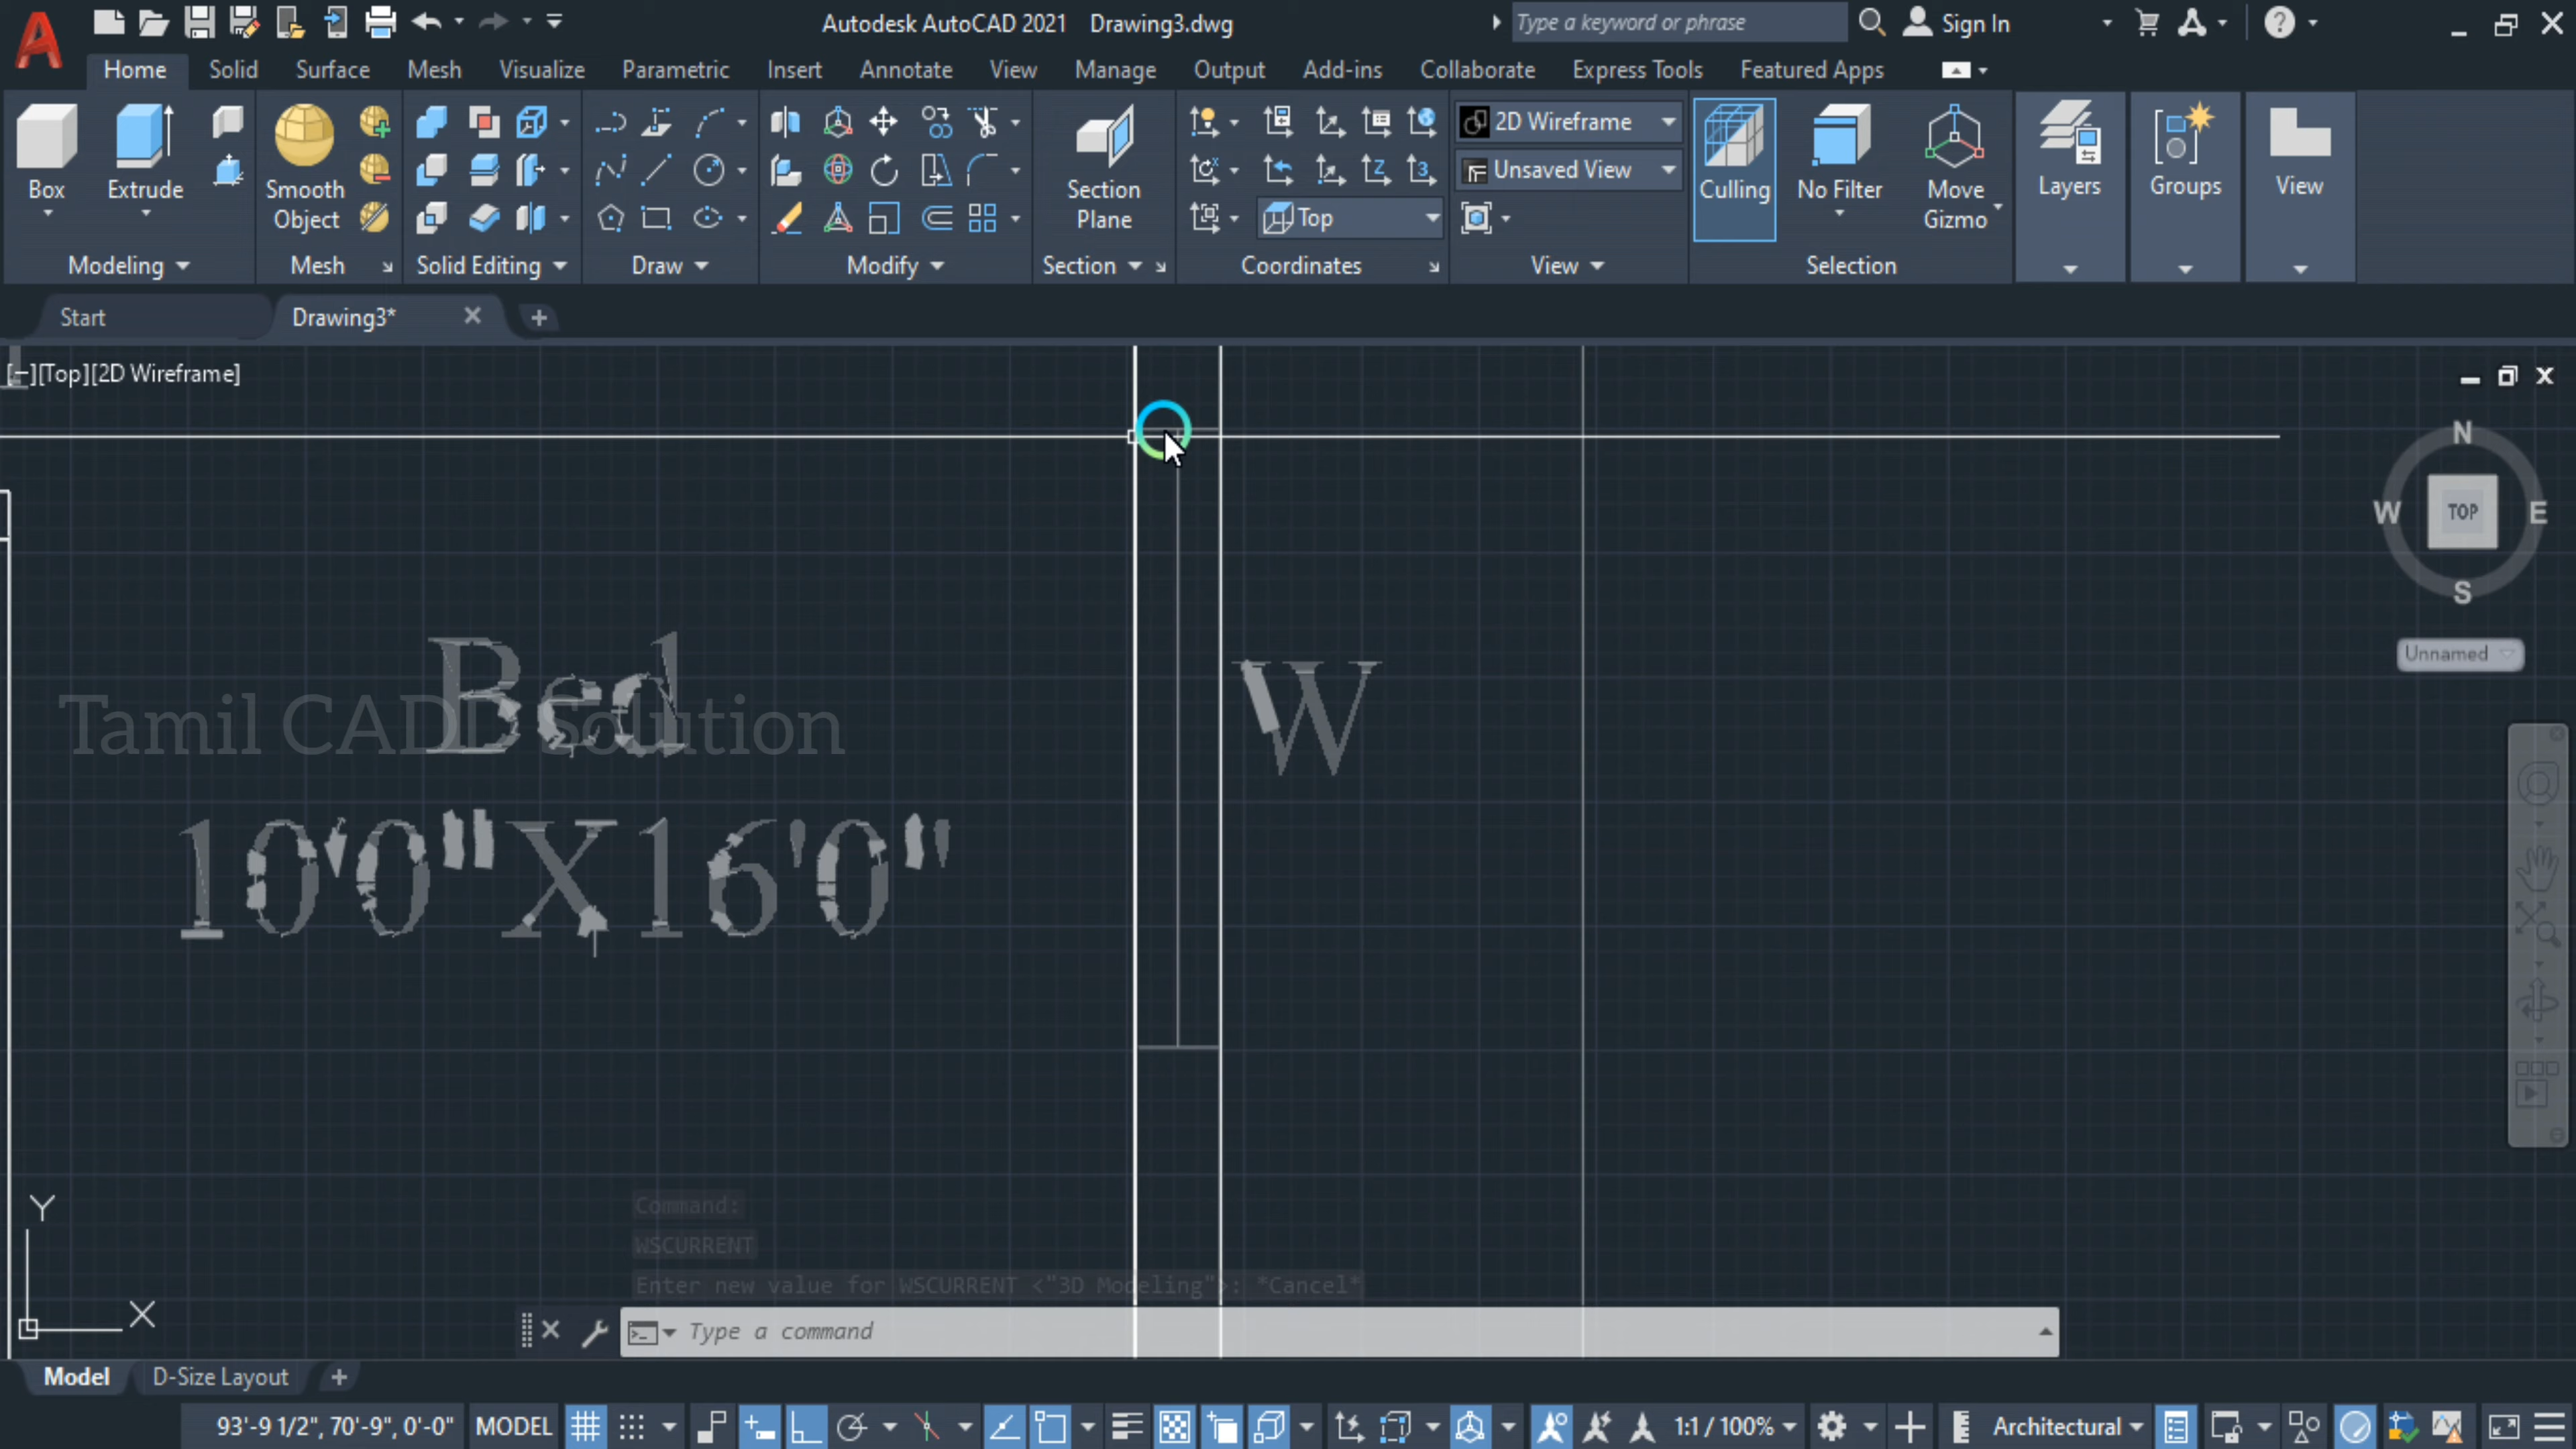 Autodesk AutoCAD 2021 Drawing3.dwg
Type a keyword or phrase
Sign In
Home Solid Surface Mesh Visualize Parametric Insert Annotate View Manage Output Add-ins Collaborate Express Tools Featured Apps
Box Extrude Smooth Object Section Plane
2D Wireframe
Unsaved View
Top
Culling No Filter Move Gizmo Layers Groups View
Modeling Mesh Solid Editing Draw Modify Section Coordinates View Selection
Start Drawing3*
[−][Top][2D Wireframe]
N
W TOP E
S
Unnamed
Bed W
Tamil CADD Solution
10'0"X16'0"
Y
X
Command:
WSCURRENT
Enter new value for WSCURRENT <"3D Modeling">: *Cancel*
Type a command
Model D-Size Layout
93'-9 1/2", 70'-9", 0'-0" MODEL 1:1 / 100% Architectural